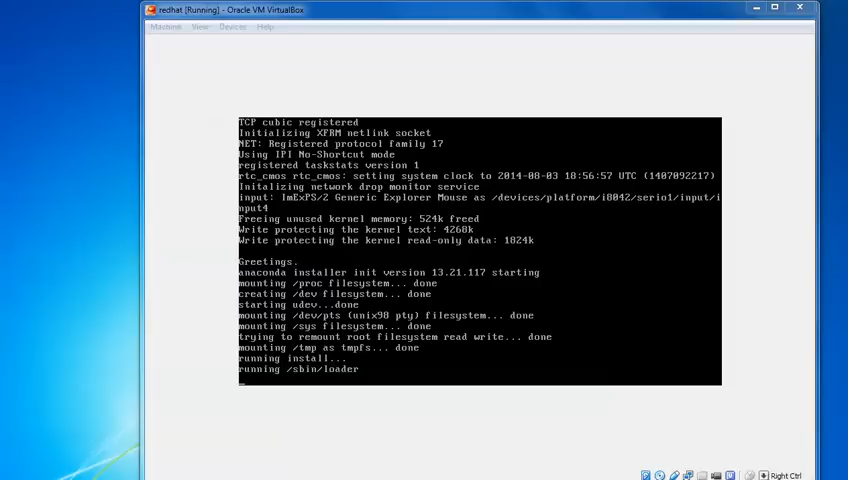 redhat [Running] - Oracle VM VirtualBox
Machine View Devices Help
TCP cubic registered
Initializing XFRM netlink socket
NET: Registered protocol family 17
Using IPI No-Shortcut mode
registered taskstats version 1
rtc_cmos rtc_cmos: setting system clock to 2014-08-03 18:56:57 UTC (1407092217)
Initalizing network drop monitor service
input: ImExPS/2 Generic Explorer Mouse as /devices/platform/i8042/serio1/input/i
nput4
Freeing unused kernel memory: 524k freed
Write protecting the kernel text: 4268k
Write protecting the kernel read-only data: 1824k
Greetings.
anaconda installer init version 13.21.117 starting
mounting /proc filesystem... done
creating /dev filesystem... done
starting udev...done
mounting /dev/pts (unix98 pty) filesystem... done
mounting /sys filesystem... done
trying to remount root filesystem read write... done
mounting /tmp as tmpfs... done
running install...
running /sbin/loader
Right Ctrl